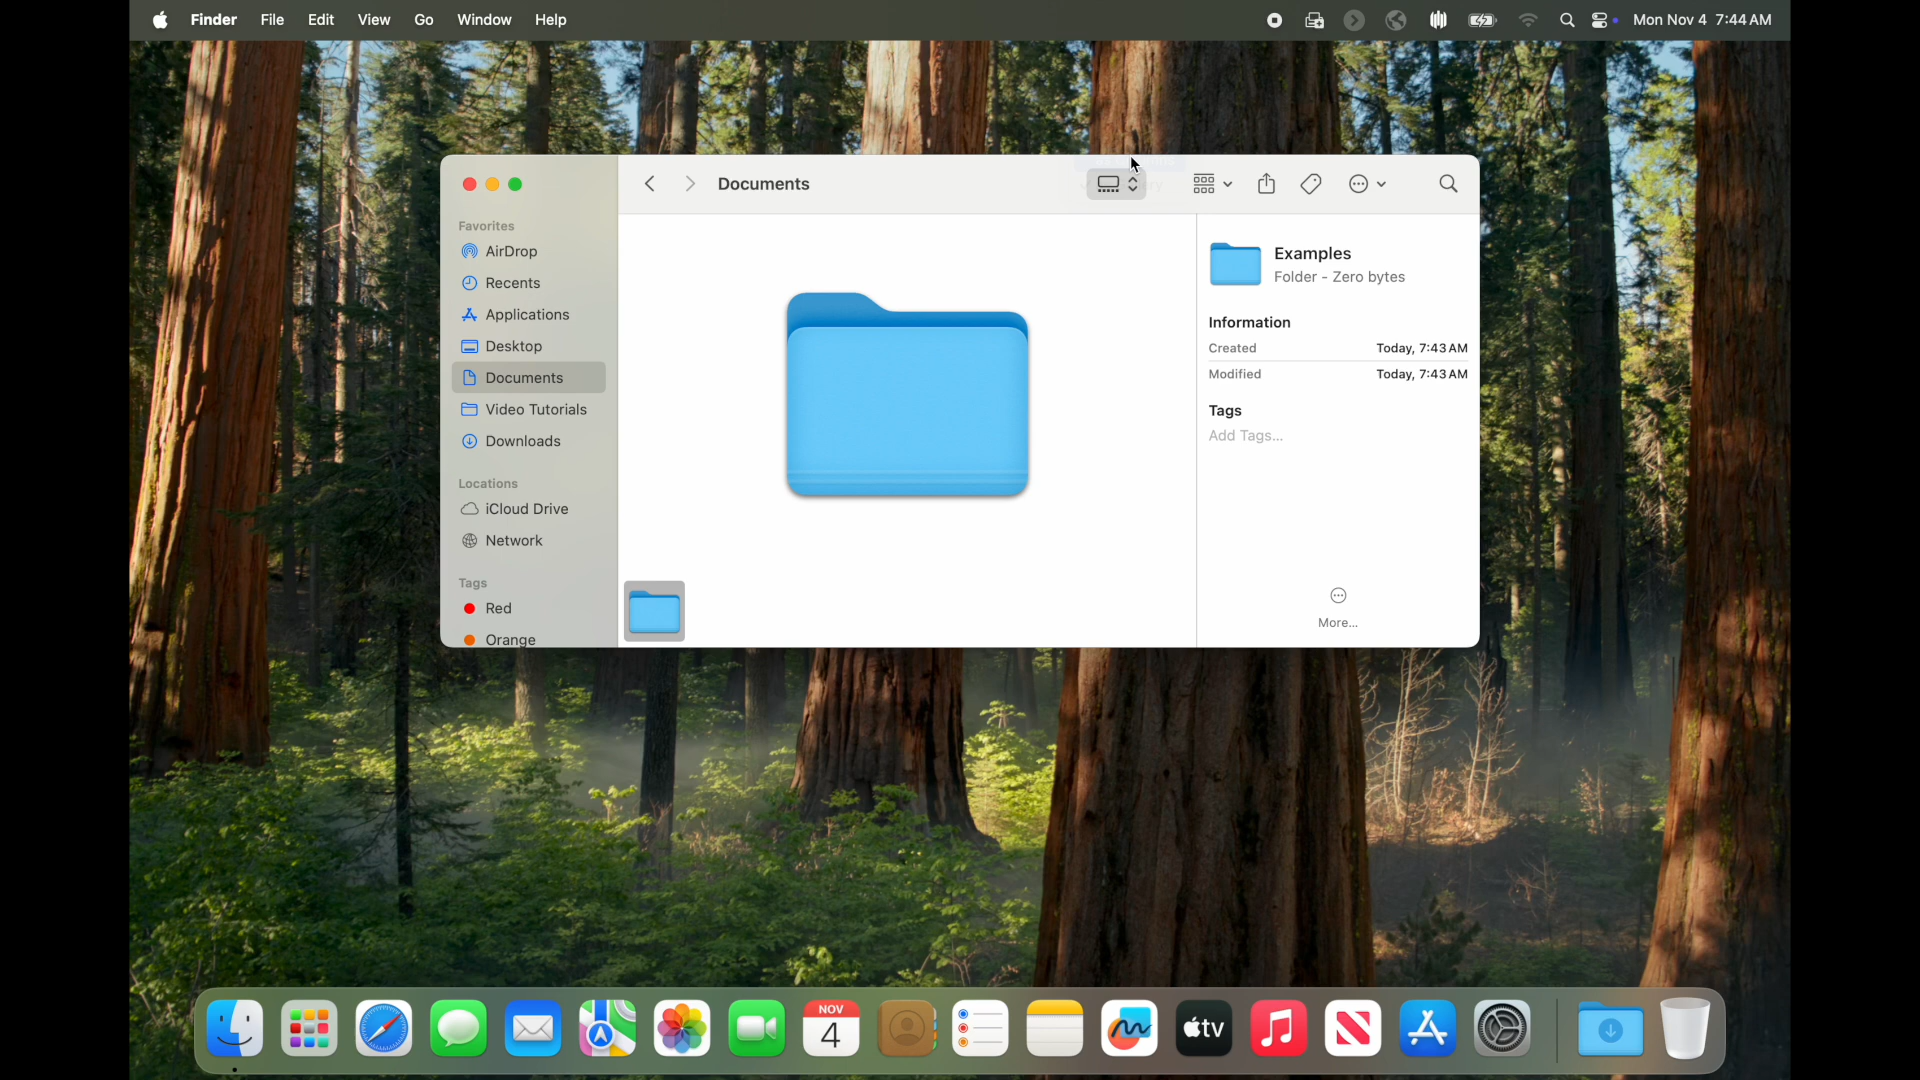 Finder File Edit View Go Window Help Mon Nov 4 7:44 AM
Documents
Favorites
AirDrop
Recents
Applications
Desktop
Documents
Video Tutorials
Downloads
Locations
iCloud Drive
Network
Tags
Red
Orange
Examples
Folder - Zero bytes
Information
Created Today, 7:43 AM
Modified Today, 7:43 AM
Tags
Add Tags...
More...
NOV
4
tv